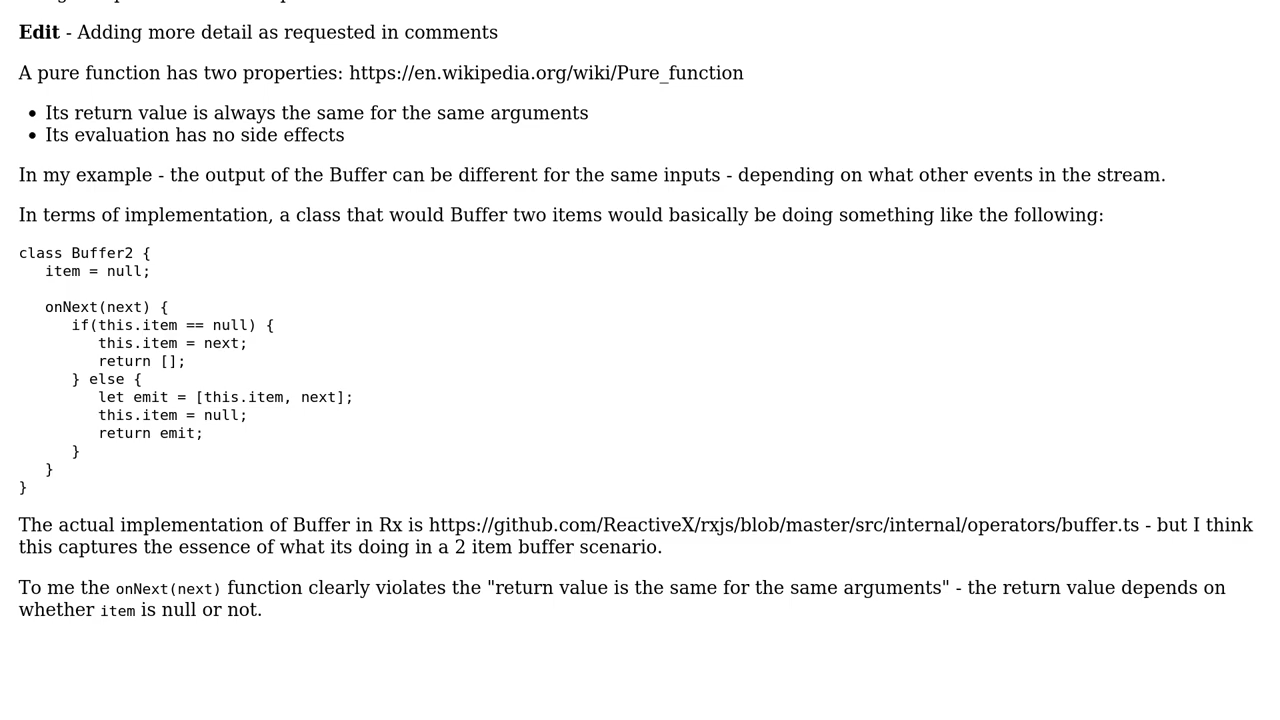 Edit - Adding more detail as requested in comments
A pure function has two properties: https://en.wikipedia.org/wiki/Pure_function
• Its return value is always the same for the same arguments
• Its evaluation has no side effects
In my example - the output of the Buffer can be different for the same inputs - depending on what other events in the stream.
In terms of implementation, a class that would Buffer two items would basically be doing something like the following:
class Buffer2 {
   item = null;
   onNext(next) {
      if(this.item == null) {
         this.item = next;
         return [];
      } else {
         let emit = [this.item, next];
         this.item = null;
         return emit;
      }
   }
}
The actual implementation of Buffer in Rx is https://github.com/ReactiveX/rxjs/blob/master/src/internal/operators/buffer.ts - but I think
this captures the essence of what its doing in a 2 item buffer scenario.
To me the onNext(next) function clearly violates the "return value is the same for the same arguments" - the return value depends on
whether item is null or not.